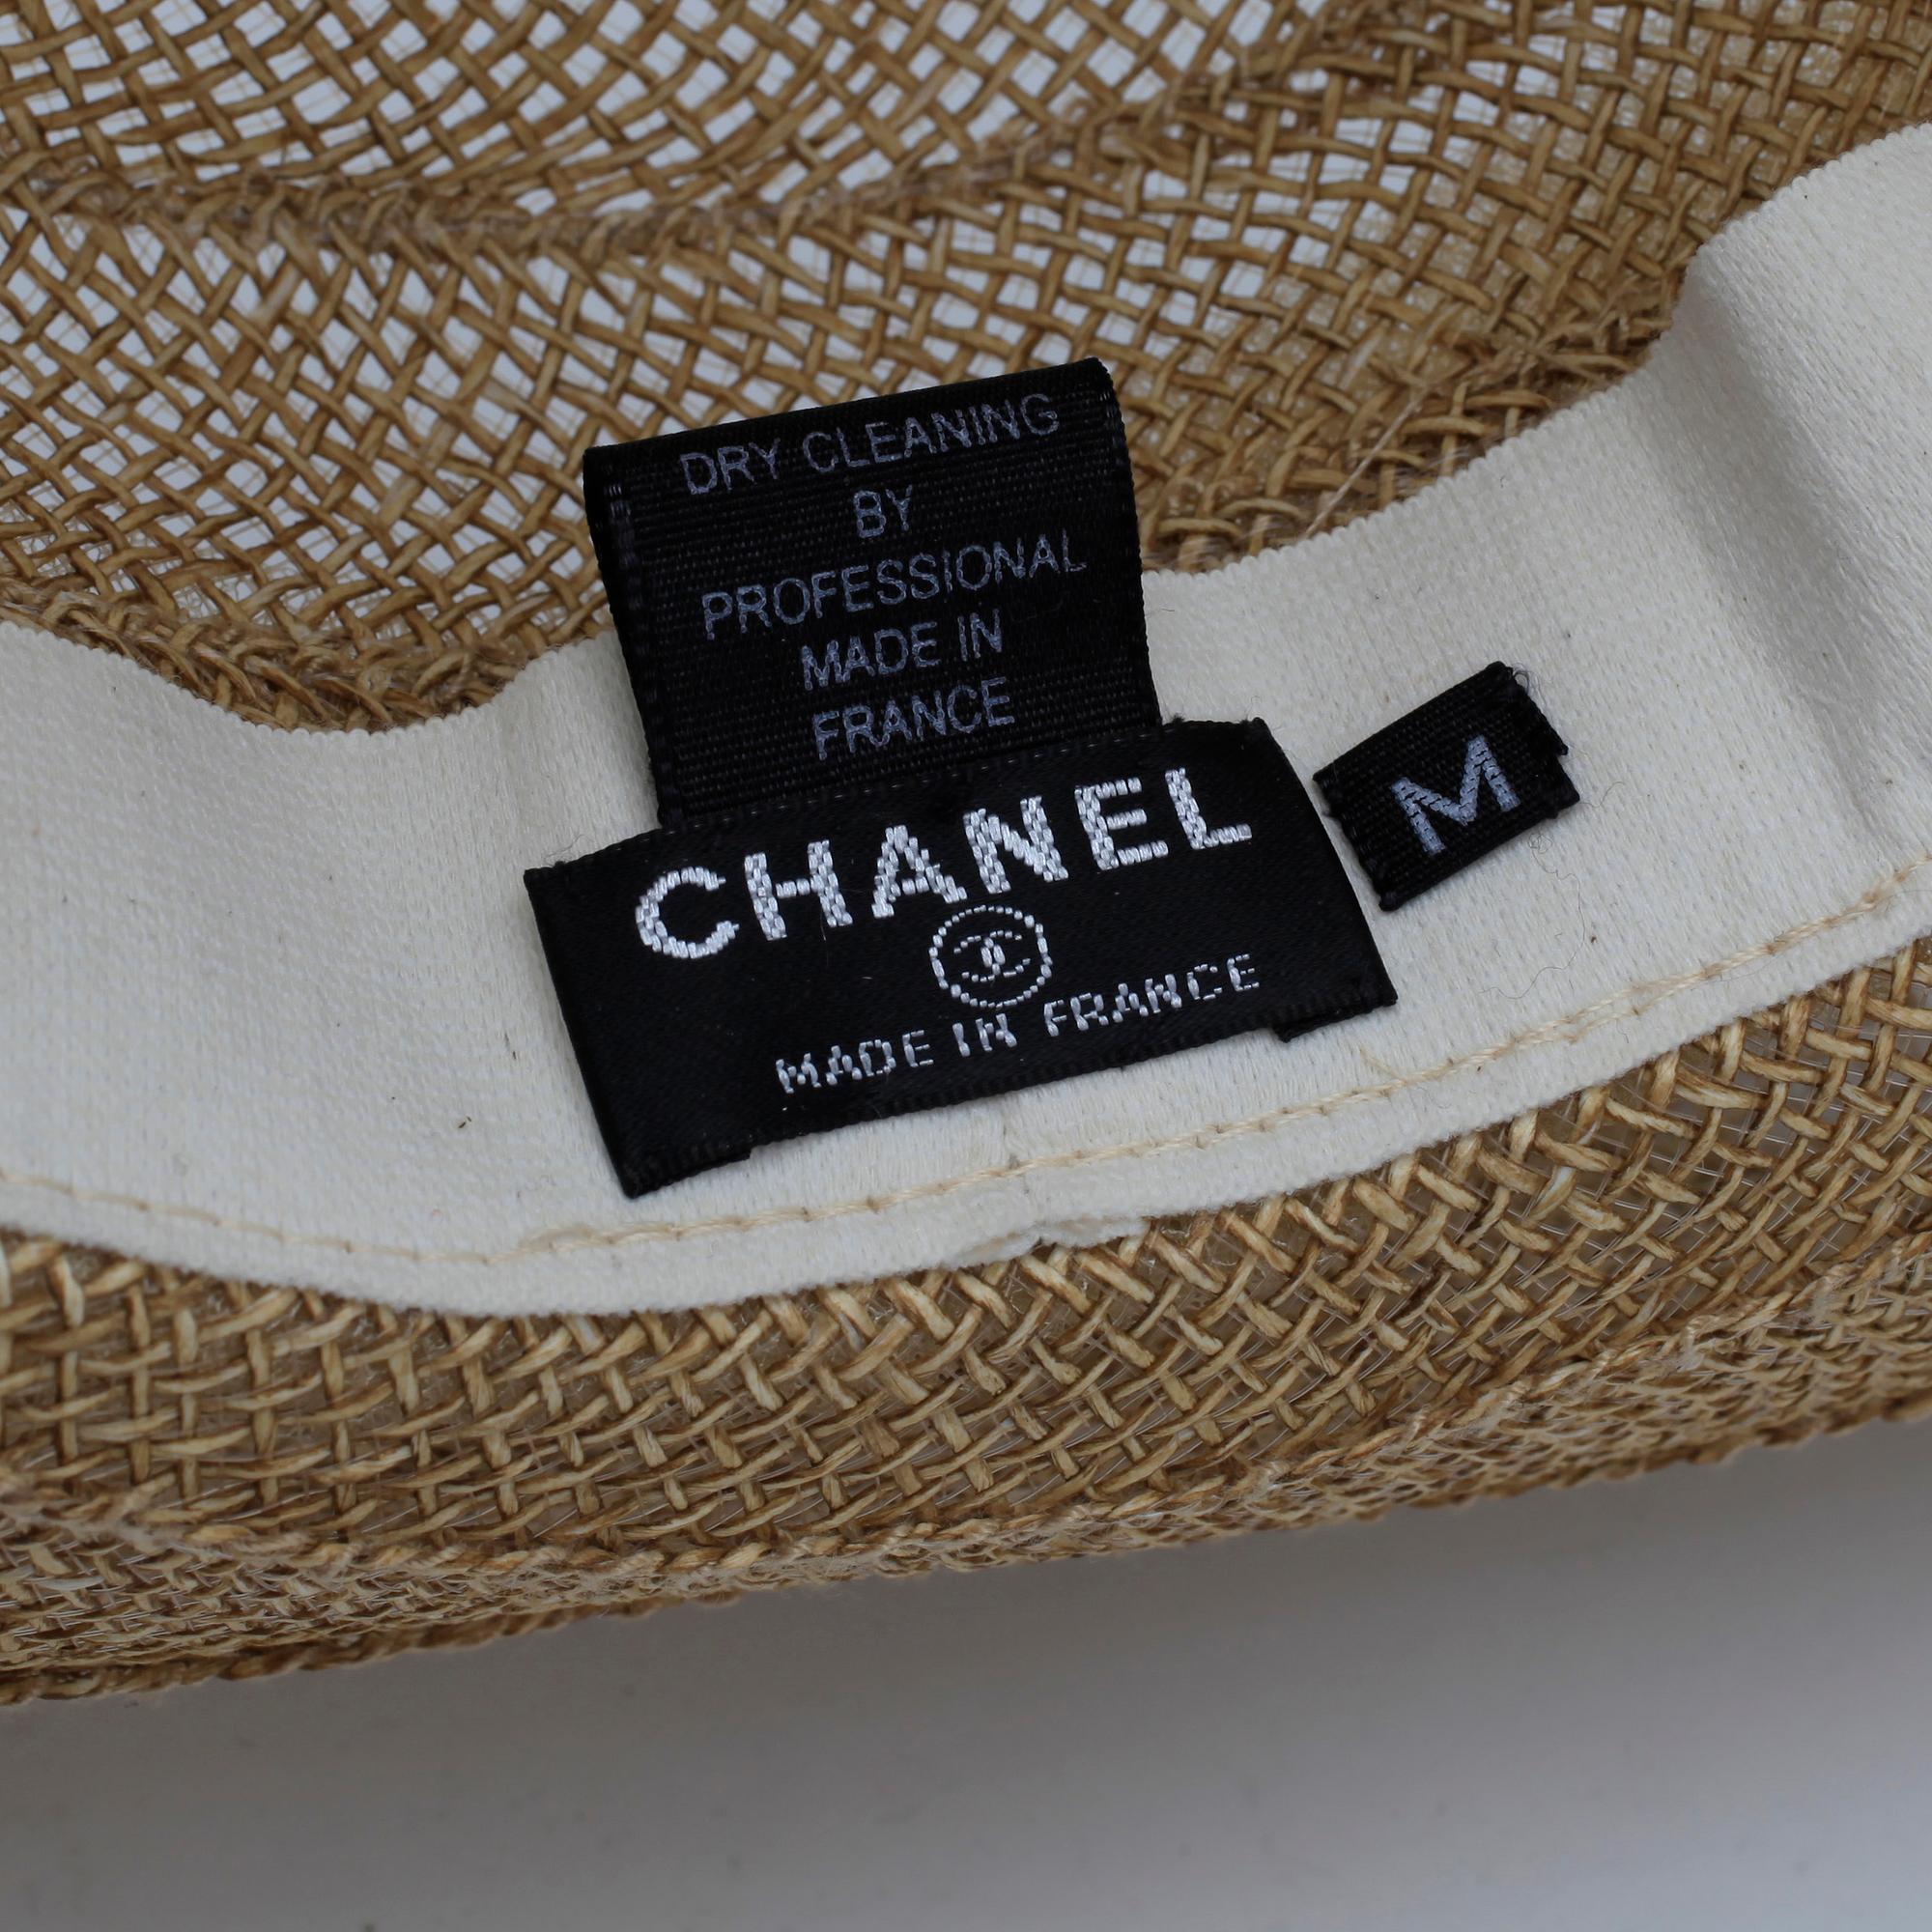 DRY CLEANING
BY
PROFESSIONAL
MADE IN
FRANCE
CHANEL
MADE IN FRANCE
M